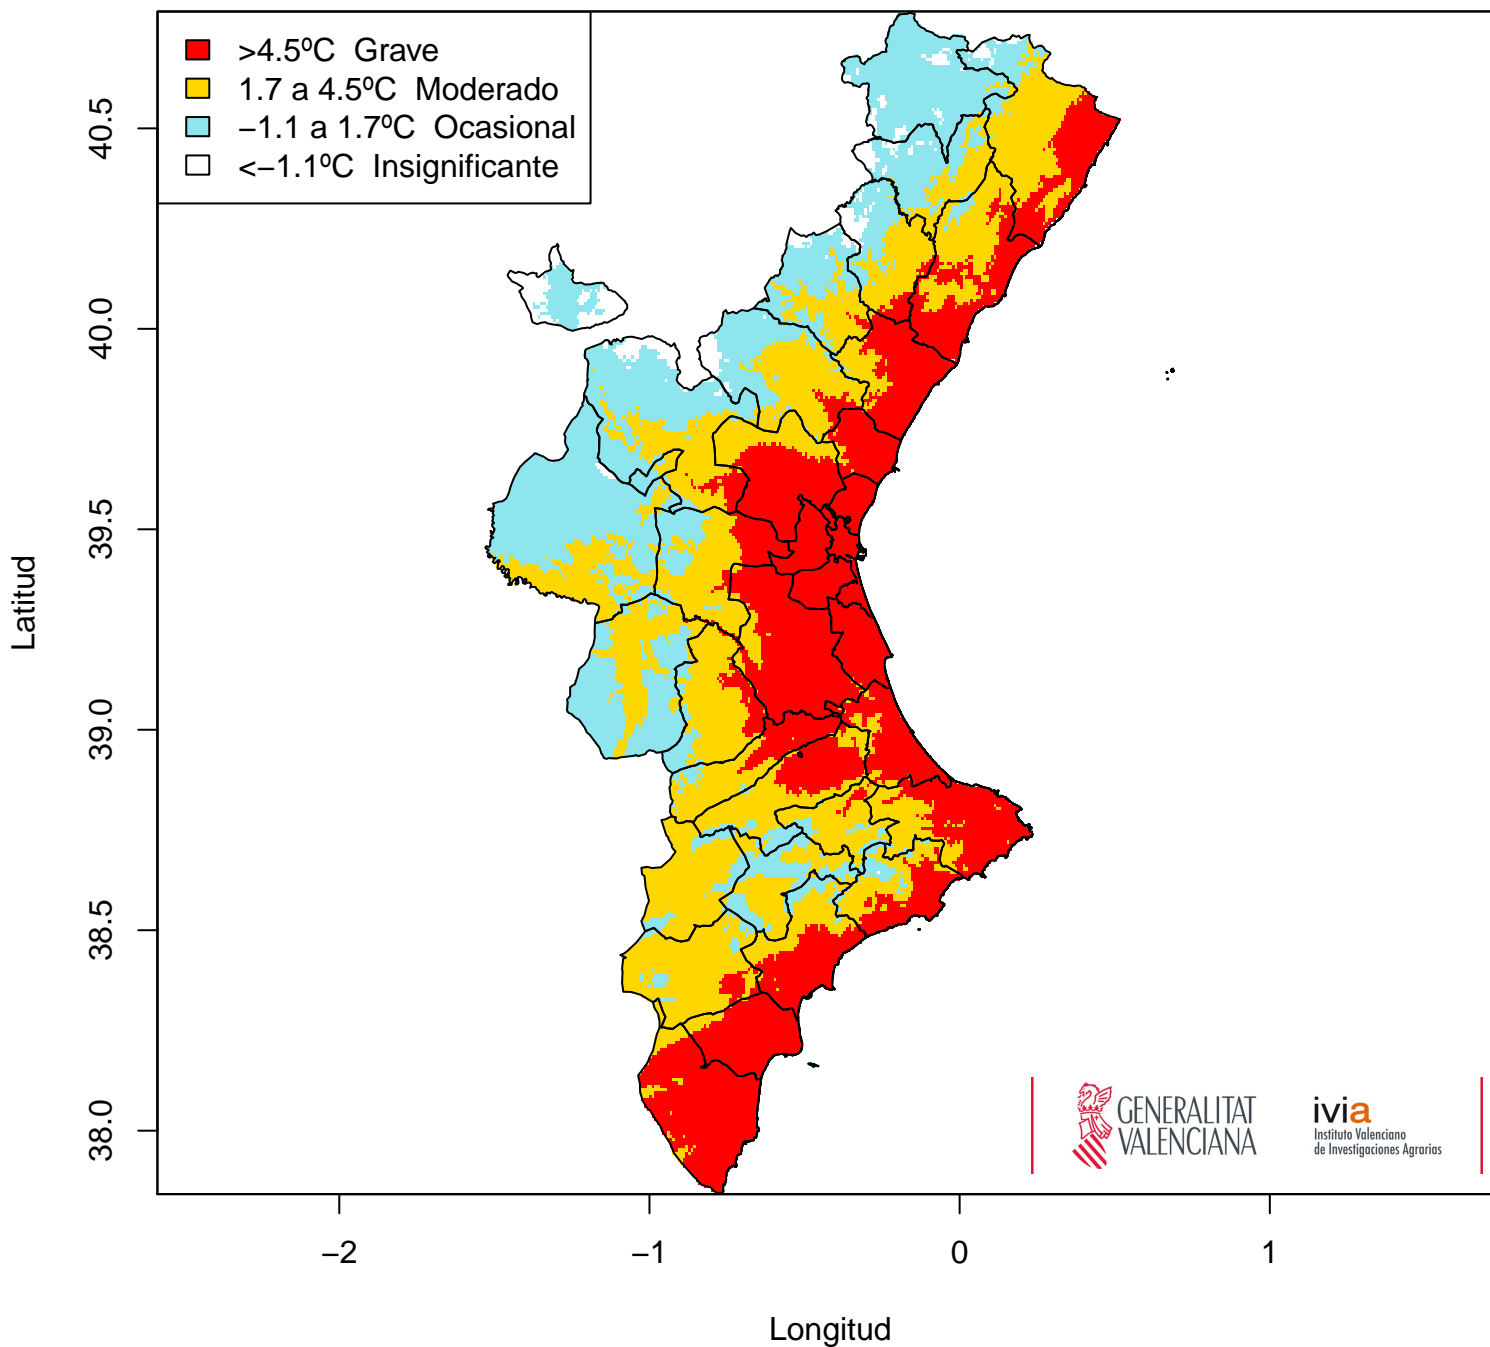 >4.5ºC Grave
1.7 a 4.5ºC Moderado
−1.1 a 1.7ºC Ocasional
<−1.1ºC Insignificante
40.5
40.0
39.5
39.0
38.5
38.0
Latitud
GENERALITAT
VALENCIANA
ivia
Instituto Valenciano
de Investigaciones Agrarias
−2
−1
0
1
Longitud